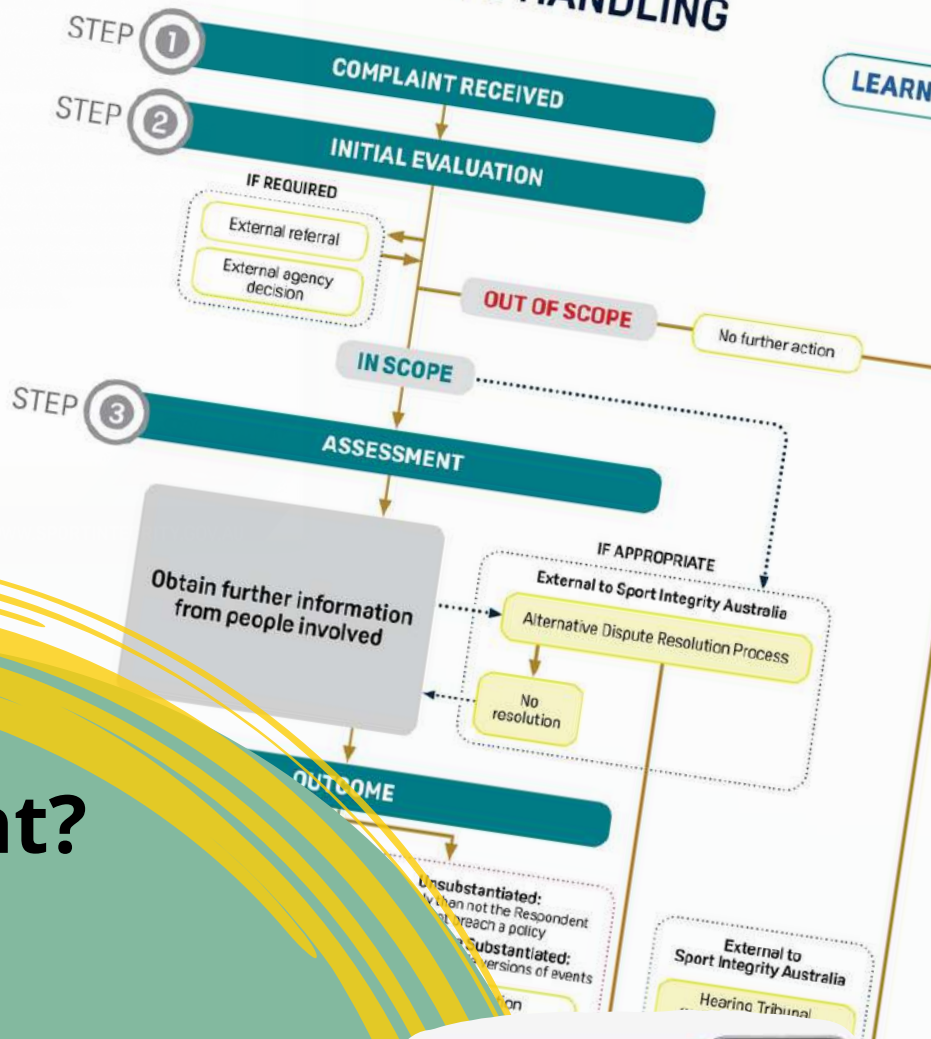 HANDLING
STEP 1
COMPLAINT RECEIVED
LEARN
STEP 2
INITIAL EVALUATION
IF REQUIRED
External referral
External agency
decision
OUT OF SCOPE
No further action
IN SCOPE
STEP 3
ASSESSMENT
Obtain further information
from people involved
IF APPROPRIATE
External to Sport Integrity Australia
Alternative Dispute Resolution Process
No
resolution
OUTCOME
nt?
Unsubstantiated:
than not the Respondent
breach a policy
Substantiated:
versions of events
External to
Sport Integrity Australia
Hearing Tribunal